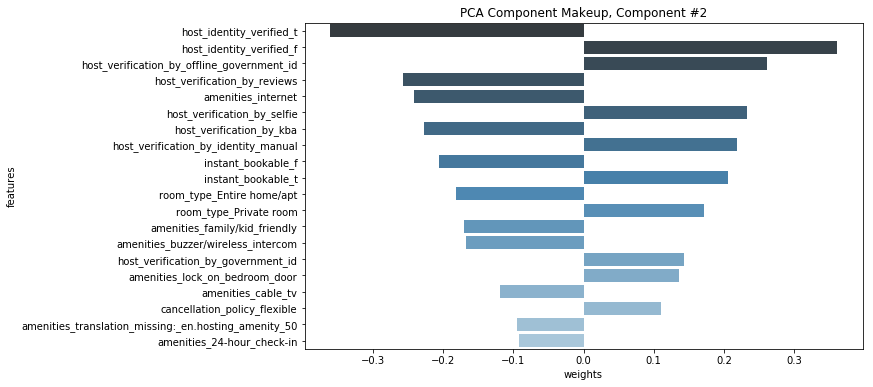 PCA Component Makeup, Component #2
host_identity_verified_t
host_identity_verified_f
host_verification_by_offline_government_id
host_verification_by_reviews
amenities_internet
host_verification_by_selfie
host_verification_by_kba
host_verification_by_identity_manual
instant_bookable_f
instant_bookable_t
room_type_Entire home/apt
room_type_Private room
amenities_family/kid_friendly
amenities_buzzer/wireless_intercom
host_verification_by_government_id
amenities_lock_on_bedroom_door
amenities_cable_tv
cancellation_policy_flexible
amenities_translation_missing:_en.hosting_amenity_50
amenities_24-hour_check-in
features
−0.3 −0.2 −0.1 0.0 0.1 0.2 0.3
weights